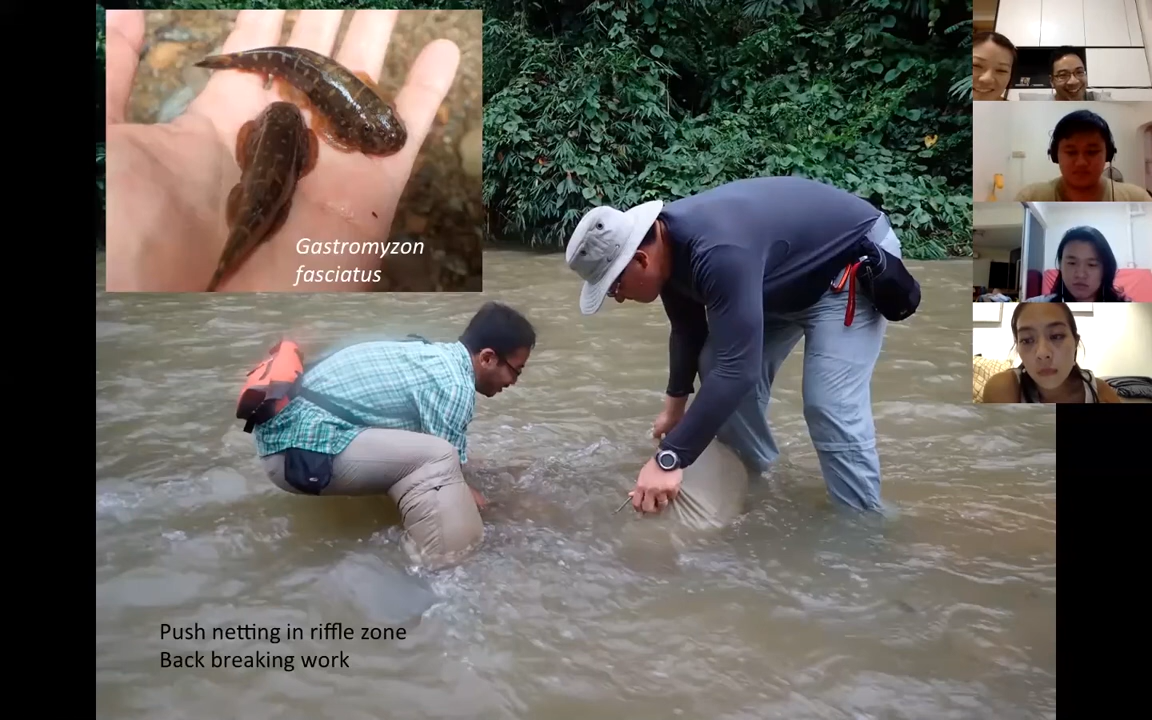 Gastromyzon
fasciatus
Push netting in riffle zone
Back breaking work